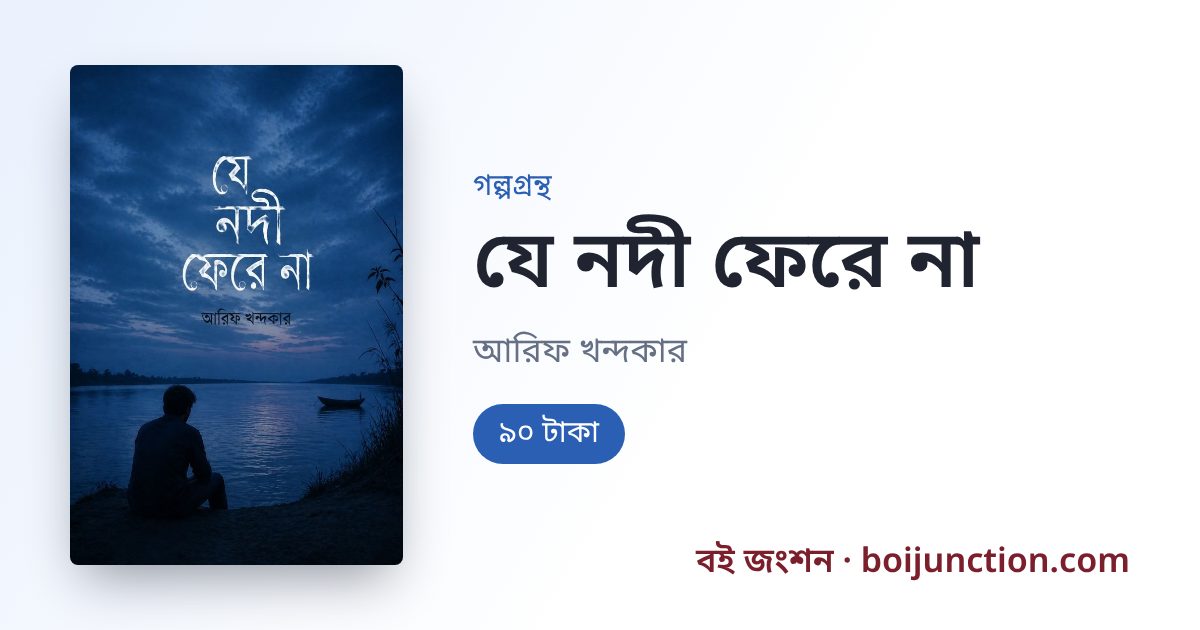 যে
নদী
ফেরে না
আরিফ খন্দকার
গল্পগ্রন্থ
যে নদী ফেরে না
আরিফ খন্দকার
৯০ টাকা
বই জংশন · boijunction.com